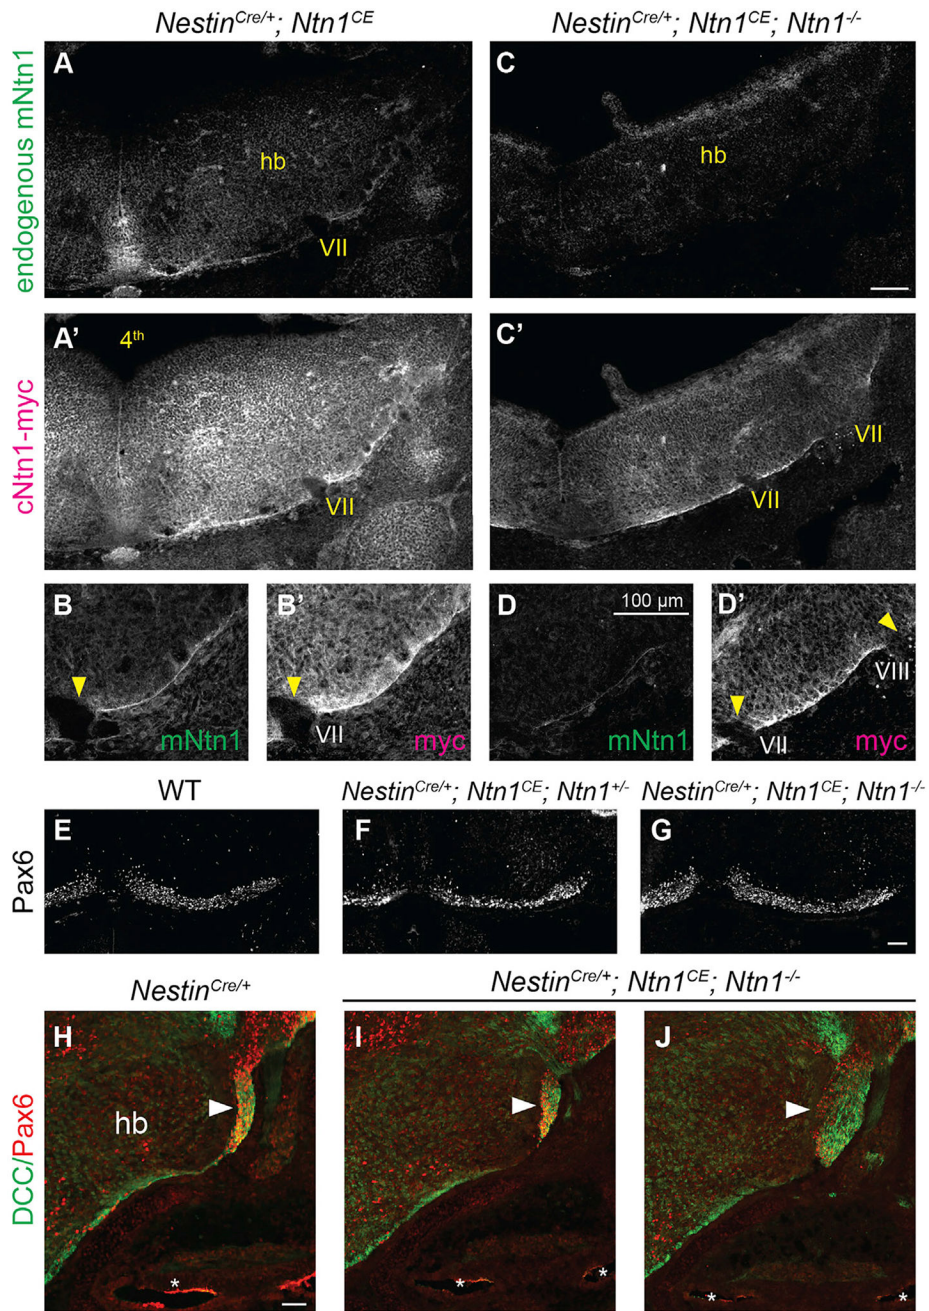 Nestin^Cre/+; Ntn1^CE
Nestin^Cre/+; Ntn1^CE; Ntn1^-/-
endogenous mNtn1
A
hb
VII
C
hb
cNtn1-myc
A’
4th
VII
C’
VII
VII
B
mNtn1
B’
VII
myc
D
100 µm
mNtn1
D’
VIII
VII
myc
WT
Nestin^Cre/+; Ntn1^CE; Ntn1^+/-
Nestin^Cre/+; Ntn1^CE; Ntn1^-/-
Pax6
E
F
G
Nestin^Cre/+
Nestin^Cre/+; Ntn1^CE; Ntn1^-/-
DCC/Pax6
H
hb
*
I
*
*
J
*
*